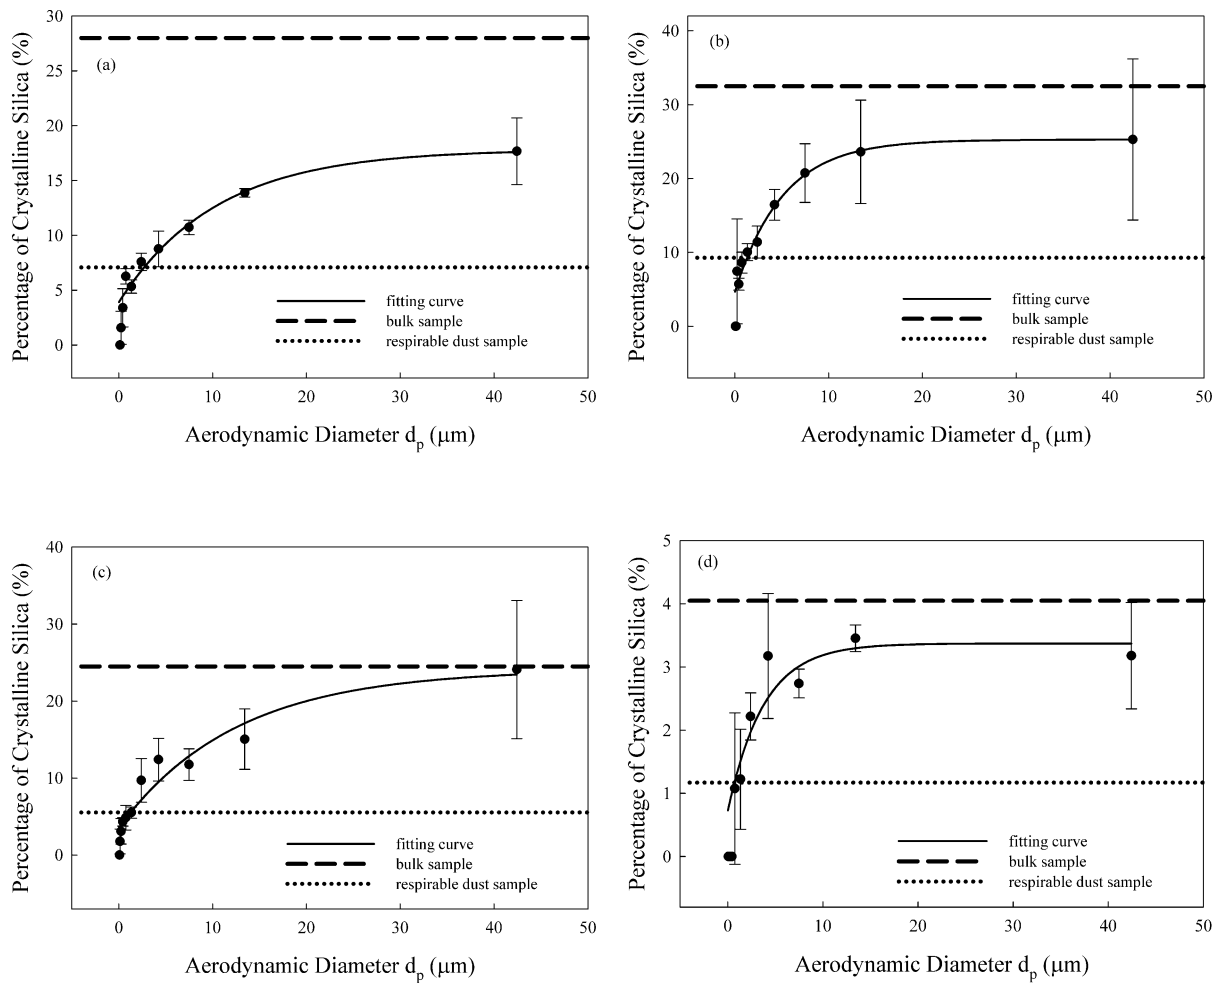 Percentage of Crystalline Silica (%)
30
25
20
15
10
5
0
(a)
fitting curve
bulk sample
respirable dust sample
0 10 20 30 40 50
Aerodynamic Diameter dp (μm)
Percentage of Crystalline Silica (%)
40
30
20
10
0
(b)
fitting curve
bulk sample
respirable dust sample
0 10 20 30 40 50
Aerodynamic Diameter dp (μm)
Percentage of Crystalline Silica (%)
40
30
20
10
0
(c)
fitting curve
bulk sample
respirable dust sample
0 10 20 30 40 50
Aerodynamic Diameter dp (μm)
Percentage of Crystalline Silica (%)
5
4
3
2
1
0
(d)
fitting curve
bulk sample
respirable dust sample
0 10 20 30 40 50
Aerodynamic Diameter dp (μm)